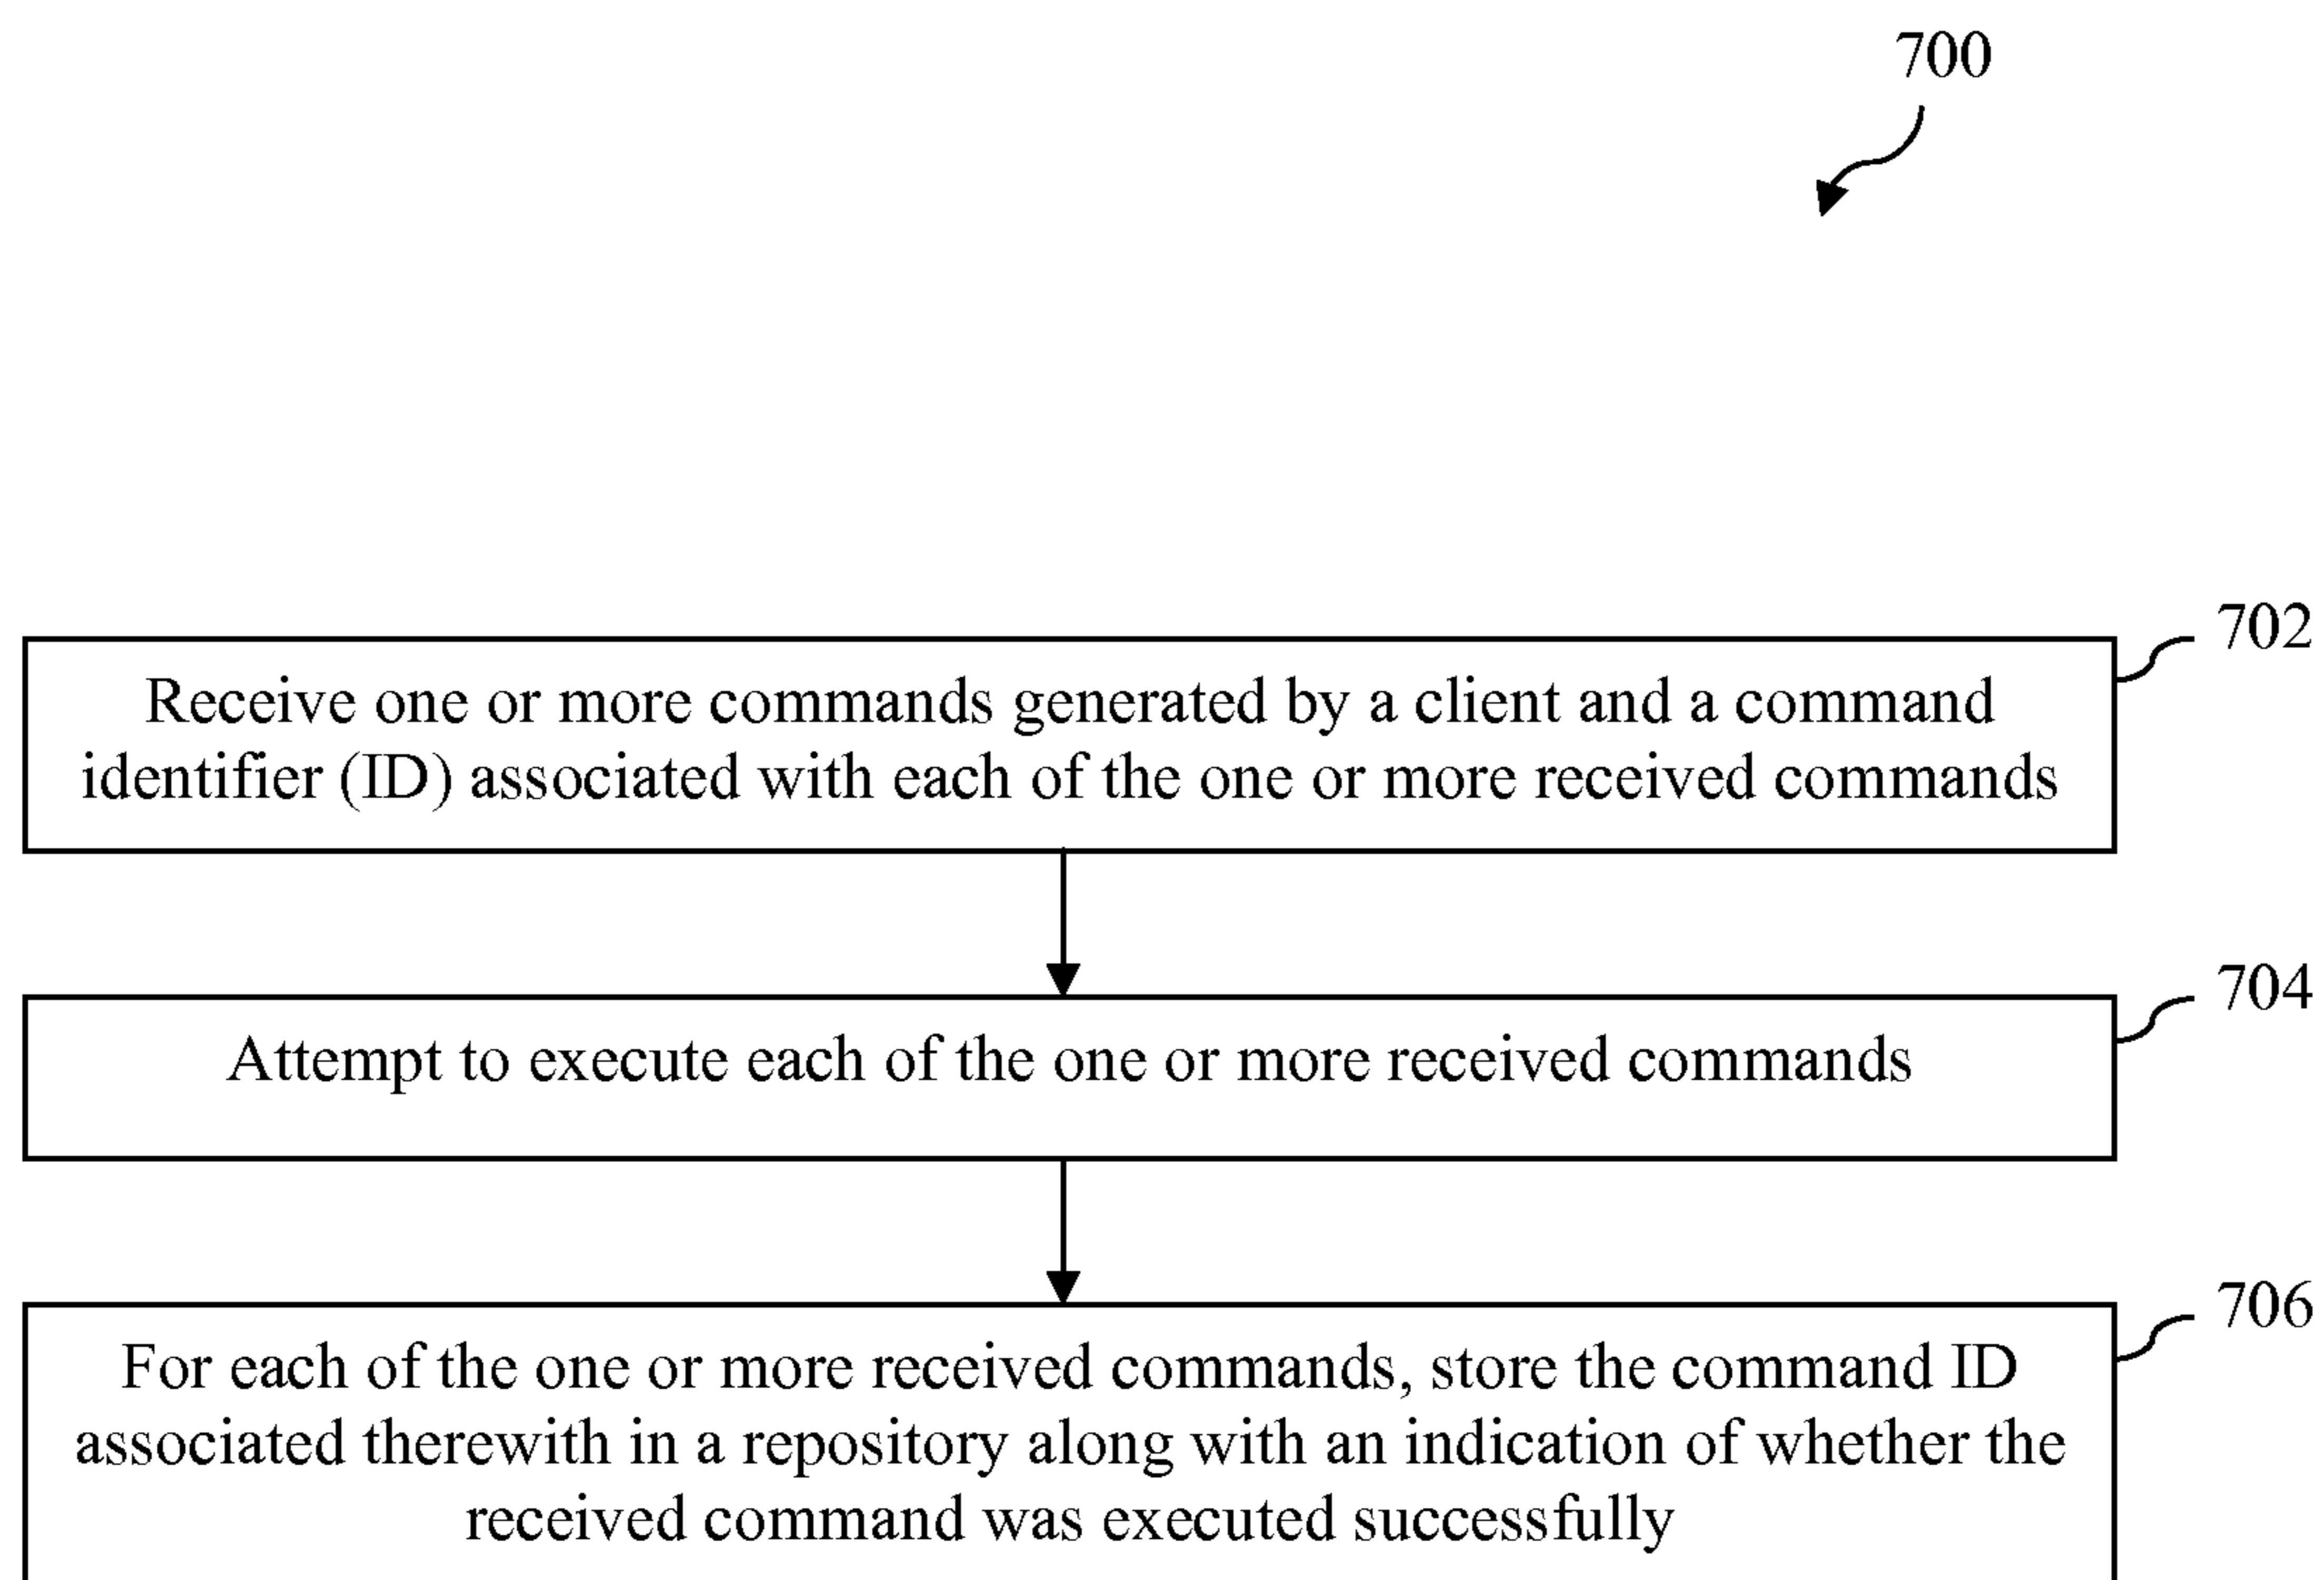 700
702
Receive one or more commands generated by a client and a command
identifier (ID) associated with each of the one or more received commands
704
Attempt to execute each of the one or more received commands
706
For each of the one or more received commands, store the command ID
associated therewith in a repository along with an indication of whether the
received command was executed successfully